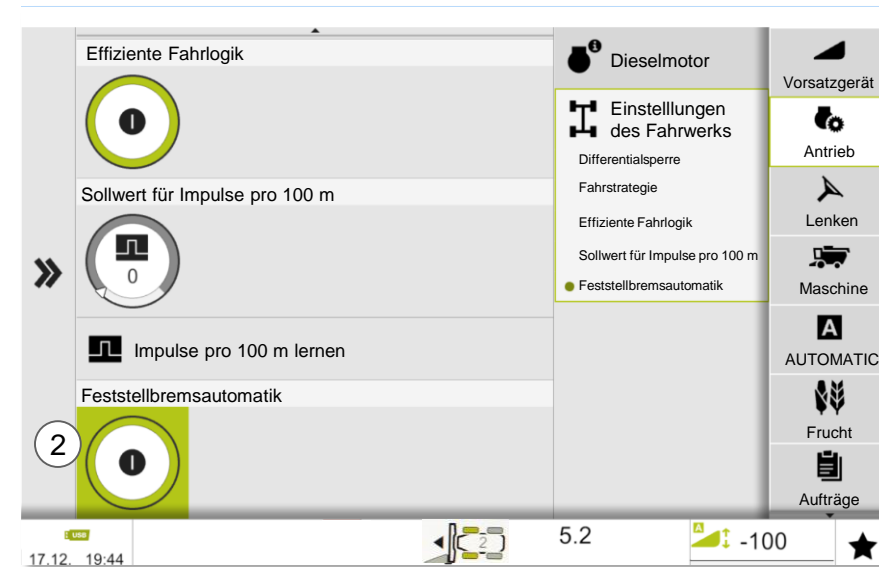 Effiziente Fahrlogik
Sollwert für Impulse pro 100 m
0
Impulse pro 100 m lernen
Feststellbremsautomatik
2
Dieselmotor
Einstelllungen
des Fahrwerks
Differentialsperre
Fahrstrategie
Effiziente Fahrlogik
Sollwert für Impulse pro 100 m
Feststellbremsautomatik
Vorsatzgerät
Antrieb
Lenken
Maschine
A
AUTOMATIC
Frucht
Aufträge
USB
17.12. 19:44
2
5.2
A
-100